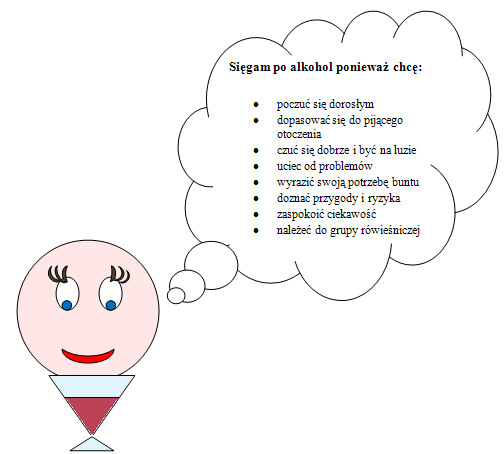 Sięgam po alkohol ponieważ chcę:
● poczuć się dorosłym
● dopasować się do pijącego
otoczenia
● czuć się dobrze i być na luzie
● uciec od problemów
● wyrazić swoją potrzebę buntu
● doznać przygody i ryzyka
● zaspokoić ciekawość
● należeć do grupy rówieśniczej